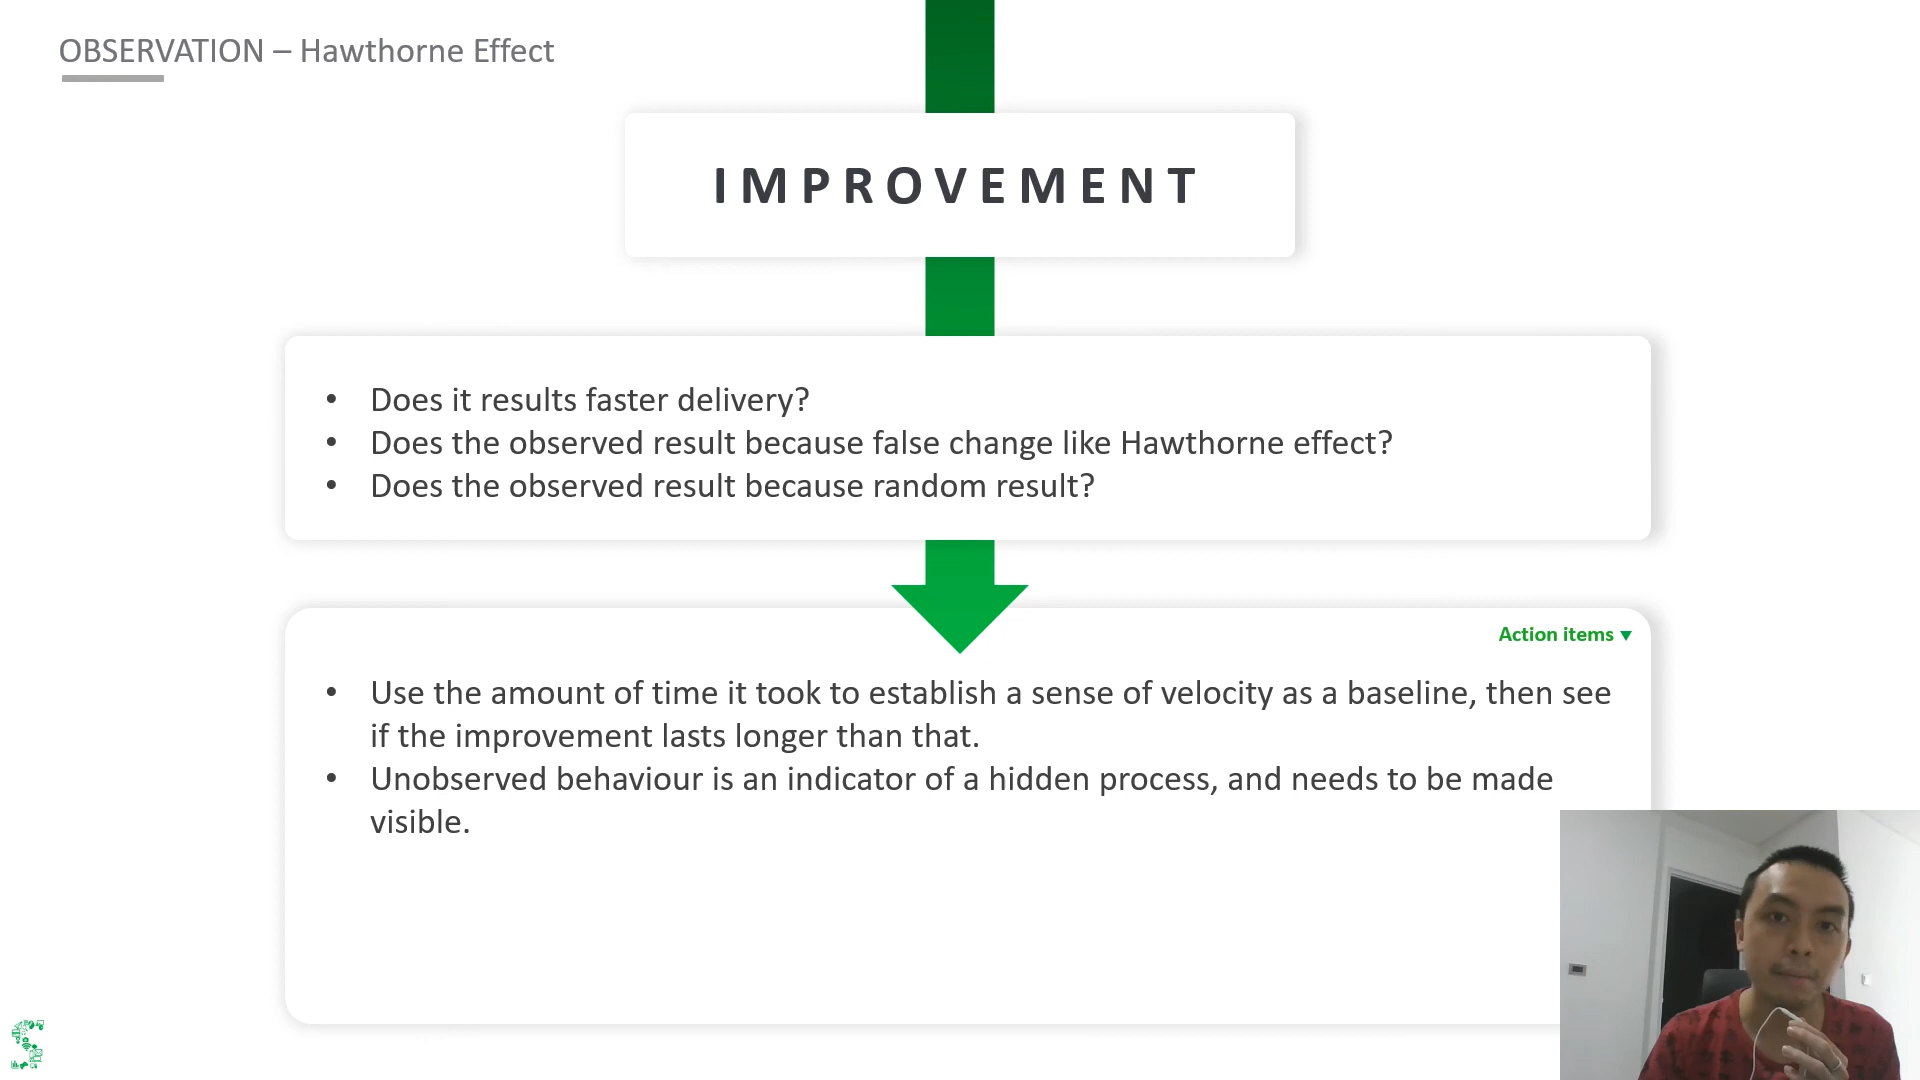 OBSERVATION – Hawthorne Effect
IMPROVEMENT
• Does it results faster delivery?
• Does the observed result because false change like Hawthorne effect?
• Does the observed result because random result?
Action items ▼
• Use the amount of time it took to establish a sense of velocity as a baseline, then see
if the improvement lasts longer than that.
• Unobserved behaviour is an indicator of a hidden process, and needs to be made
visible.